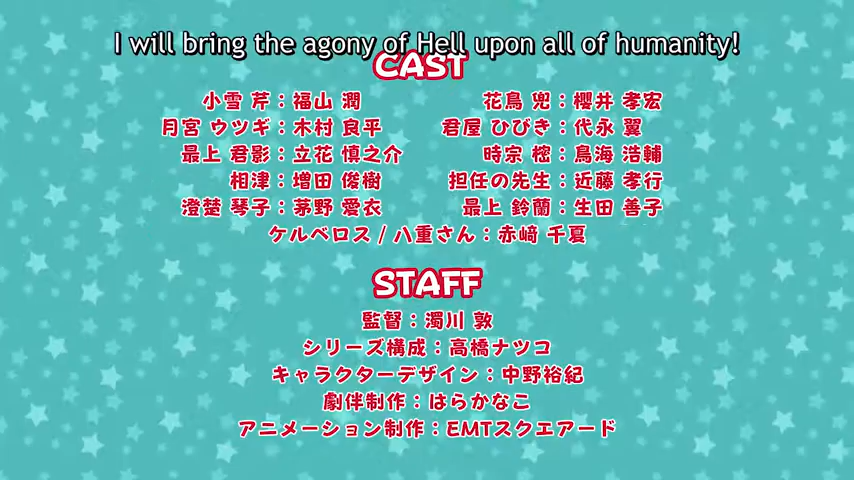 I will bring the agony of Hell upon all of humanity!
CAST
小雪 芹：福山 潤
花鳥 兜：櫻井 孝宏
月宮 ウツギ：木村 良平
君屋 ひびき：代永 翼
最上 君影：立花 慎之介
時宗 樒：鳥海 浩輔
相津：増田 俊樹
担任の先生：近藤 孝行
澄楚 琴子：茅野 愛衣
最上 鈴蘭：生田 善子
ケルベロス / 八重さん：赤﨑 千夏
STAFF
監督：濁川 敦
シリーズ構成：高橋ナツコ
キャラクターデザイン：中野裕紀
劇伴制作：はらかなこ
アニメーション制作：EMTスクエアード